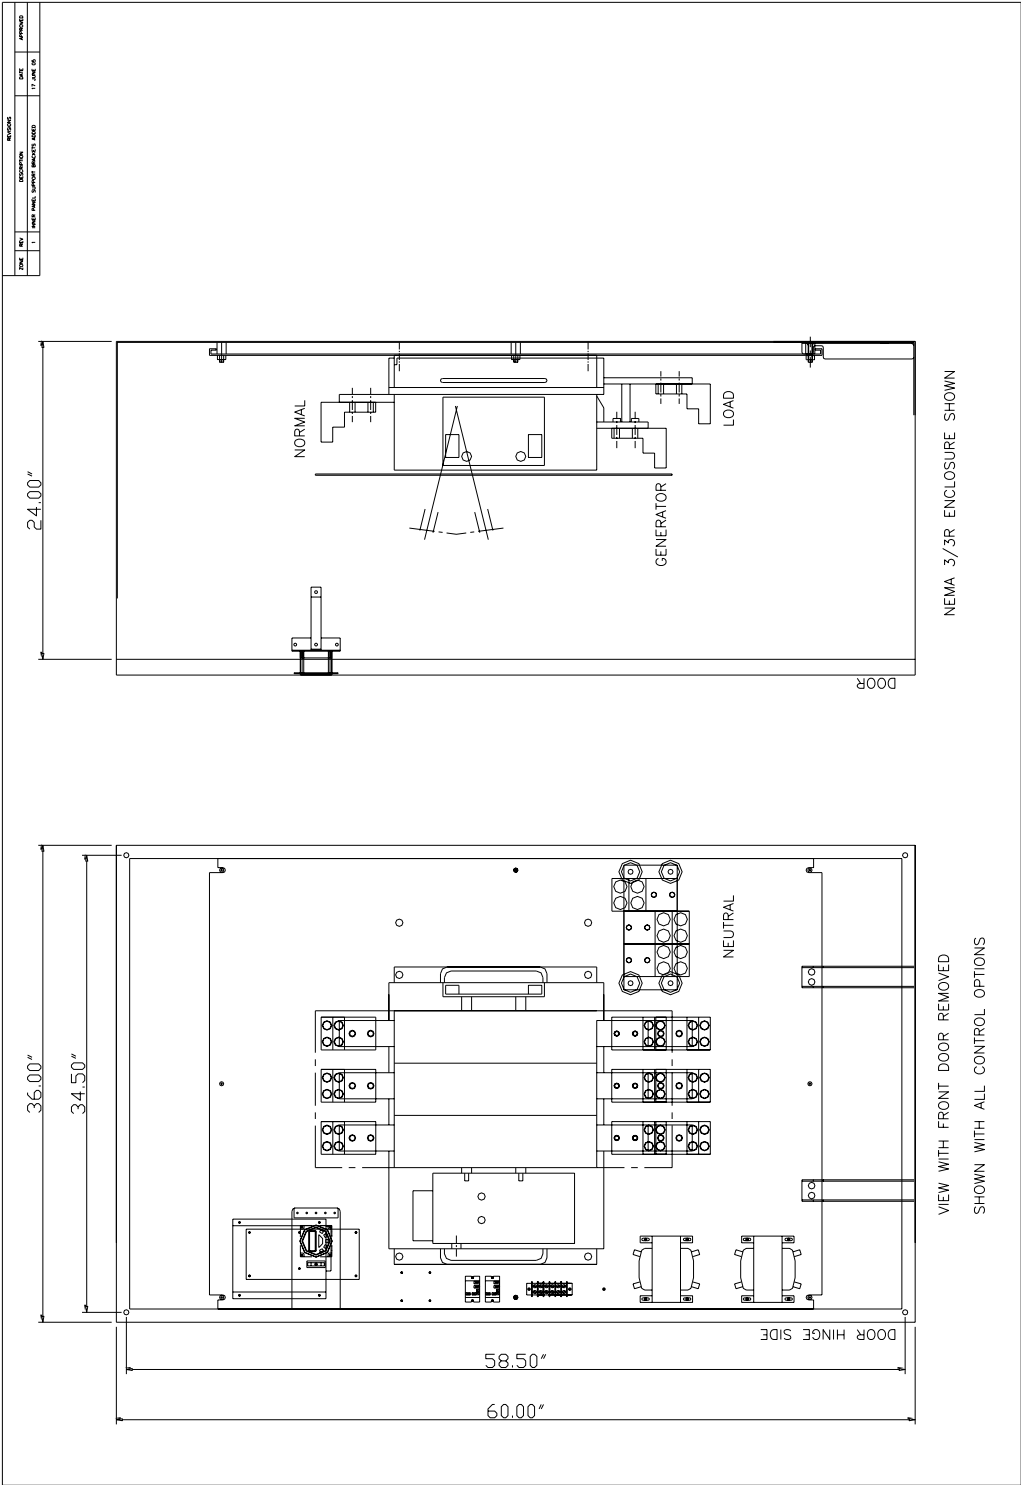 REVISIONS
ZONE REV DESCRIPTION DATE APPROVED
1 INNER PANEL SUPPORT BRACKETS ADDED 17 JUNE 05
24.00"
NORMAL
LOAD
GENERATOR
NEMA 3/3R ENCLOSURE SHOWN
DOOR
36.00"
34.50"
NEUTRAL
VIEW WITH FRONT DOOR REMOVED
SHOWN WITH ALL CONTROL OPTIONS
DOOR HINGE SIDE
58.50"
60.00"